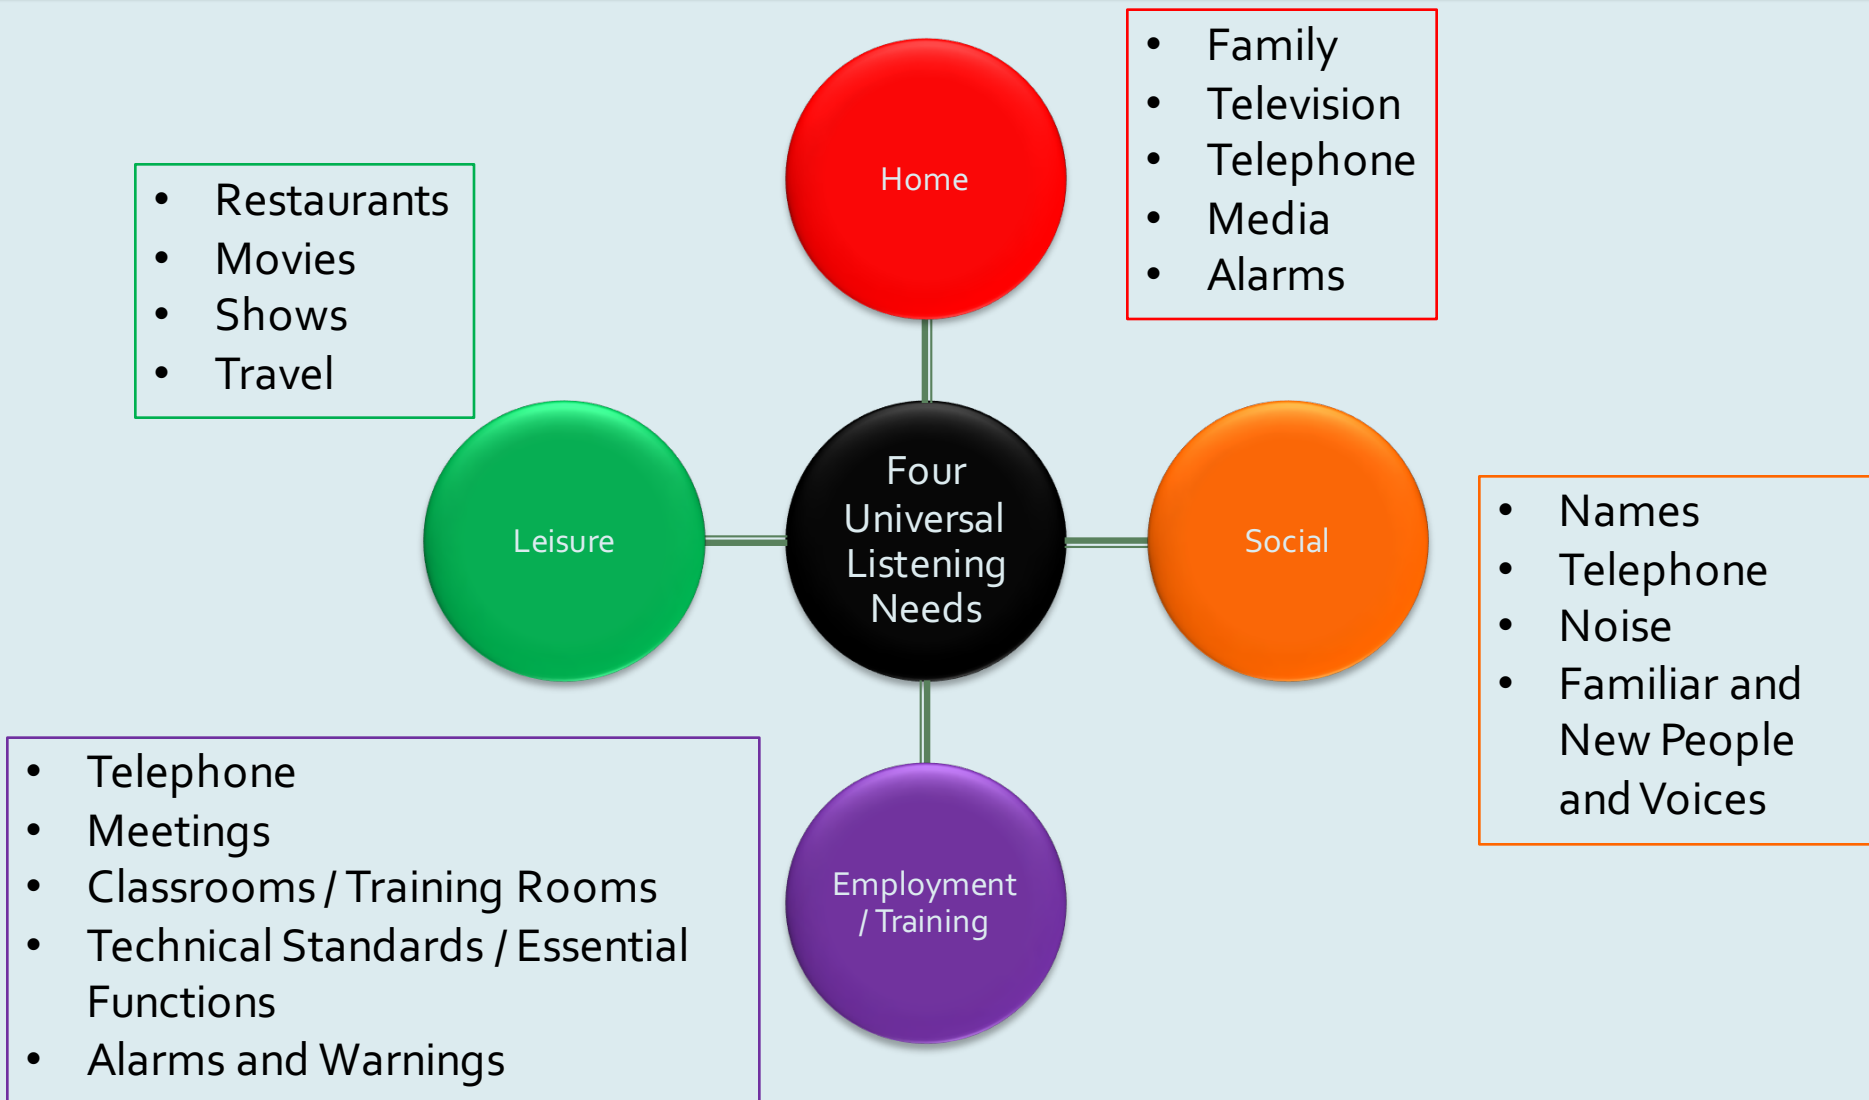 Home
• Family
• Television
• Telephone
• Media
• Alarms
• Restaurants
• Movies
• Shows
• Travel
Leisure
Four
Universal
Listening
Needs
Social
• Names
• Telephone
• Noise
• Familiar and
New People
and Voices
• Telephone
• Meetings
• Classrooms / Training Rooms
• Technical Standards / Essential
Functions
• Alarms and Warnings
Employment
/ Training